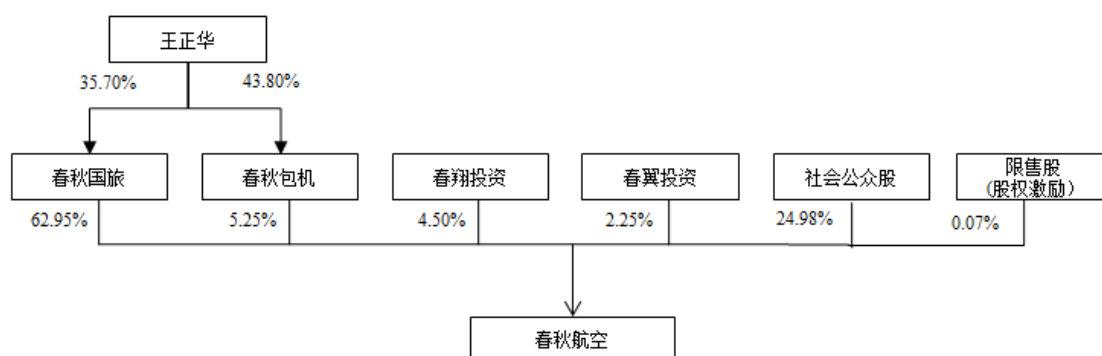 王正华
35.70%
43.80%
春秋国旅
春秋包机
春翔投资
春翼投资
社会公众股
限售股
(股权激励)
62.95%
5.25%
4.50%
2.25%
24.98%
0.07%
春秋航空